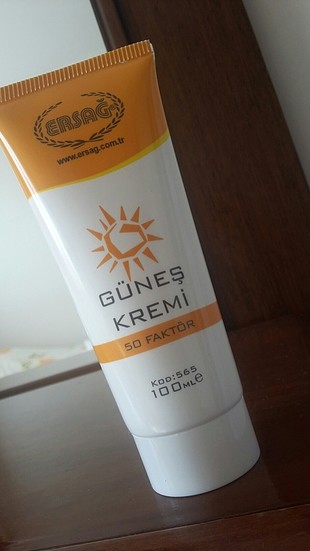 ERSAĞ
www.ersag.com.tr
GÜNEŞ
KREMİ
50 FAKTÖR
KOD:565
100ML℮